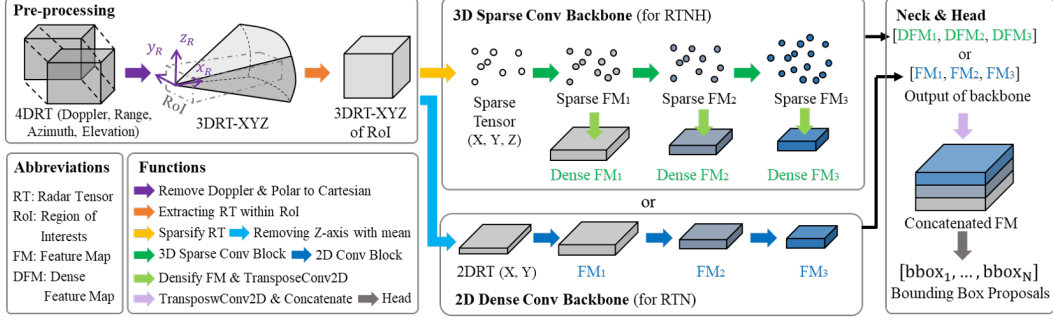 Pre-processing
y_R
z_R
x_R
RoI
4DRT (Doppler, Range,
Azimuth, Elevation)
3DRT-XYZ
3DRT-XYZ
of RoI
Abbreviations
RT: Radar Tensor
RoI: Region of
Interests
FM: Feature Map
DFM: Dense
Feature Map
Functions
Remove Doppler & Polar to Cartesian
Extracting RT within RoI
Sparsify RT Removing Z-axis with mean
3D Sparse Conv Block 2D Conv Block
Densify FM & TransposeConv2D
TransposwConv2D & Concatenate Head
3D Sparse Conv Backbone (for RTNH)
Sparse
Tensor
(X, Y, Z)
Sparse FM₁ Sparse FM₂ Sparse FM₃
Dense FM₁ Dense FM₂ Dense FM₃
or
2DRT (X, Y) FM₁ FM₂ FM₃
2D Dense Conv Backbone (for RTN)
Neck & Head
[DFM₁, DFM₂, DFM₃]
or
[FM₁, FM₂, FM₃]
Output of backbone
Concatenated FM
[bbox₁, … , bbox_N]
Bounding Box Proposals